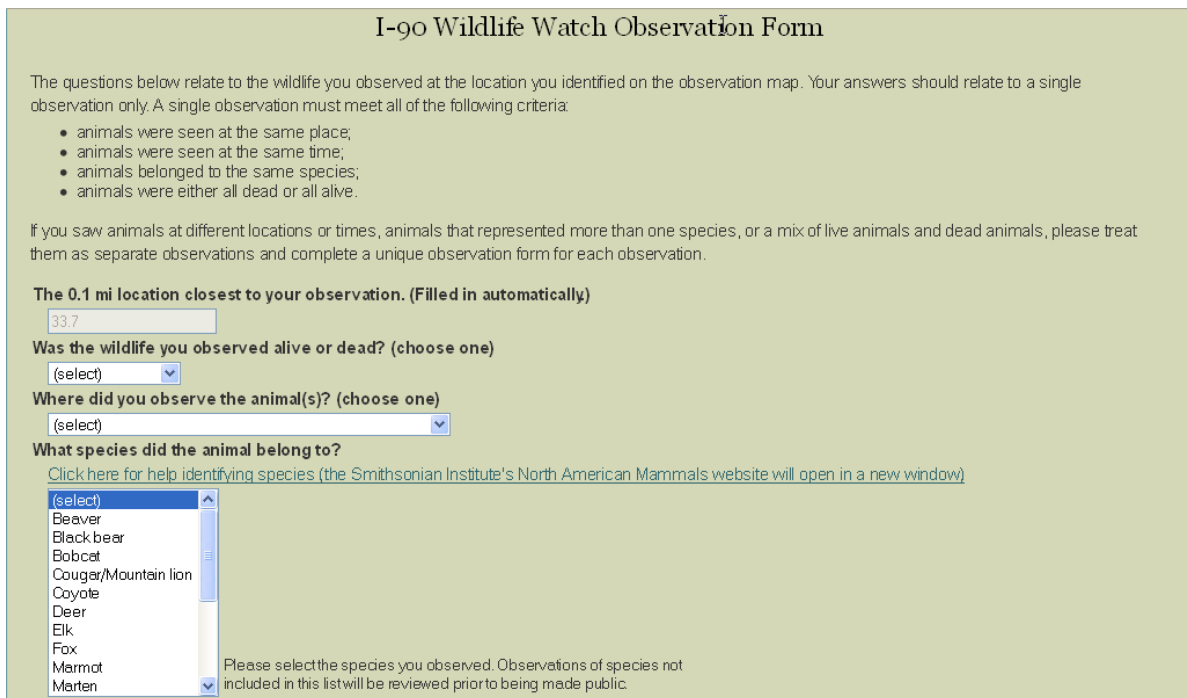 I-90 Wildlife Watch Observation Form
The questions below relate to the wildlife you observed at the location you identified on the observation map. Your answers should relate to a single
observation only. A single observation must meet all of the following criteria:
• animals were seen at the same place;
• animals were seen at the same time;
• animals belonged to the same species;
• animals were either all dead or all alive.
If you saw animals at different locations or times, animals that represented more than one species, or a mix of live animals and dead animals, please treat
them as separate observations and complete a unique observation form for each observation.
The 0.1 mi location closest to your observation. (Filled in automatically.)
33.7
Was the wildlife you observed alive or dead? (choose one)
(select)
Where did you observe the animal(s)? (choose one)
(select)
What species did the animal belong to?
Click here for help identifying species (the Smithsonian Institute's North American Mammals website will open in a new window)
(select)
Beaver
Black bear
Bobcat
Cougar/Mountain lion
Coyote
Deer
Elk
Fox
Marmot
Marten
Please select the species you observed. Observations of species not
included in this list will be reviewed prior to being made public.